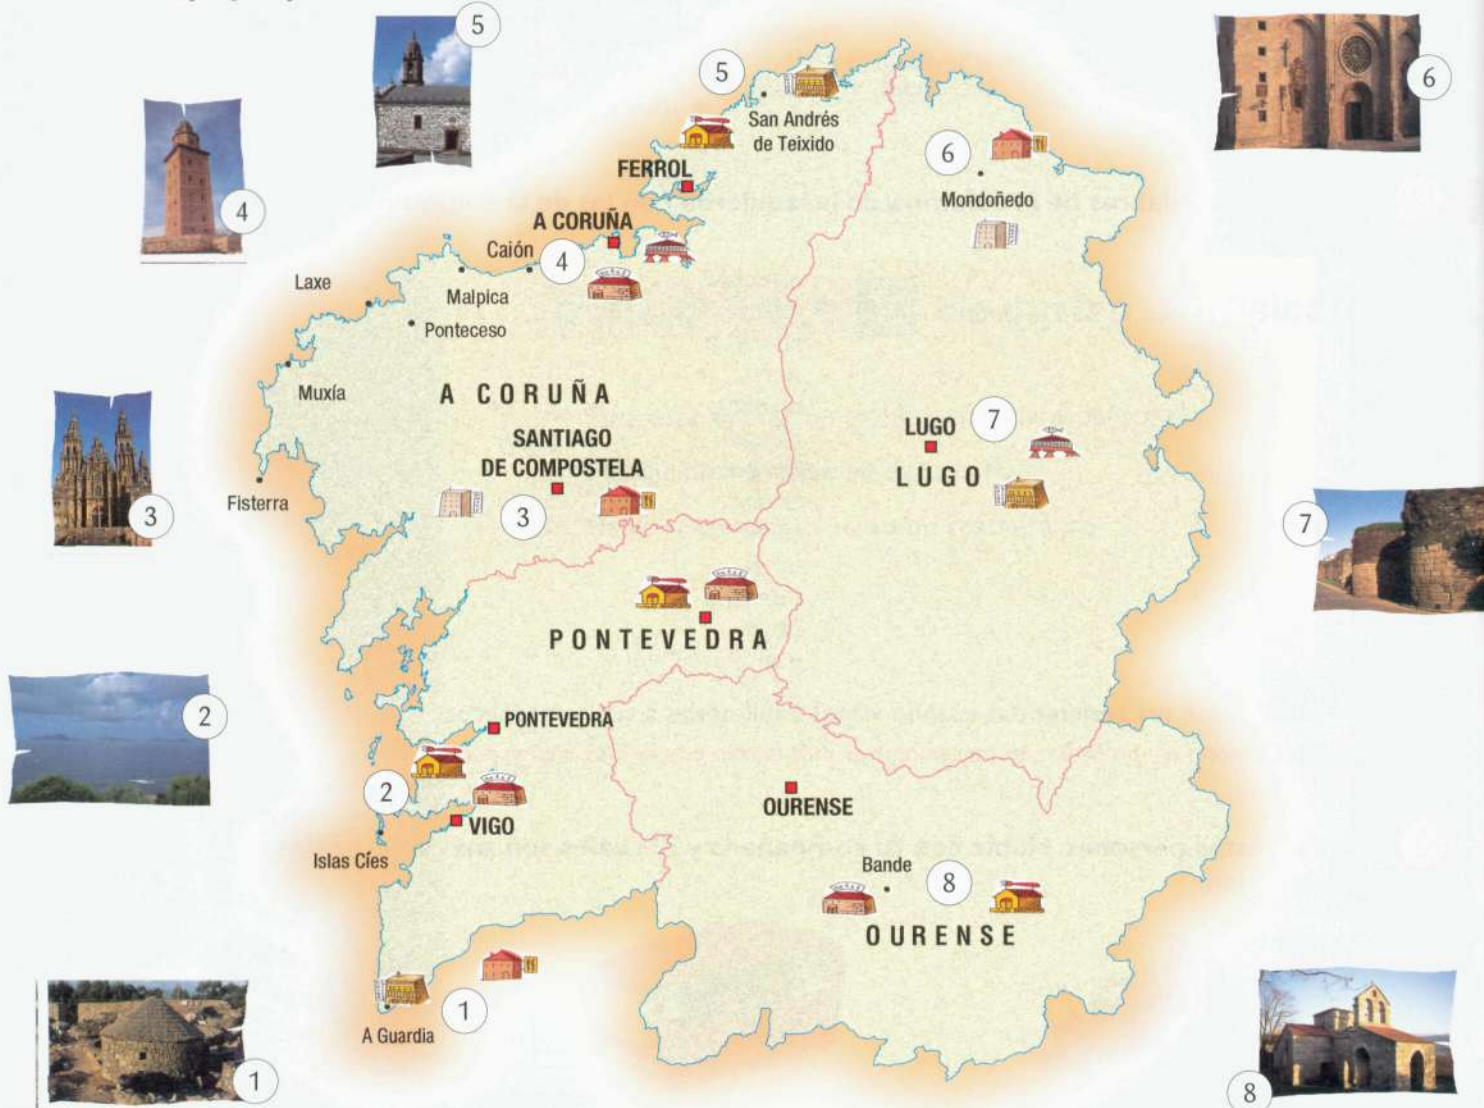 5
5
6
4
San Andrés
de Teixido
6
FERROL
Mondoñedo
A CORUÑA
Caión
4
Laxe
Malpica
Ponteceso
Muxía
A CORUÑA
3
SANTIAGO
DE COMPOSTELA
LUGO
7
LUGO
Fisterra
3
7
PONTEVEDRA
2
PONTEVEDRA
2
OURENSE
VIGO
Islas Cíes
Bande
8
OURENSE
1
A Guardia
1
8